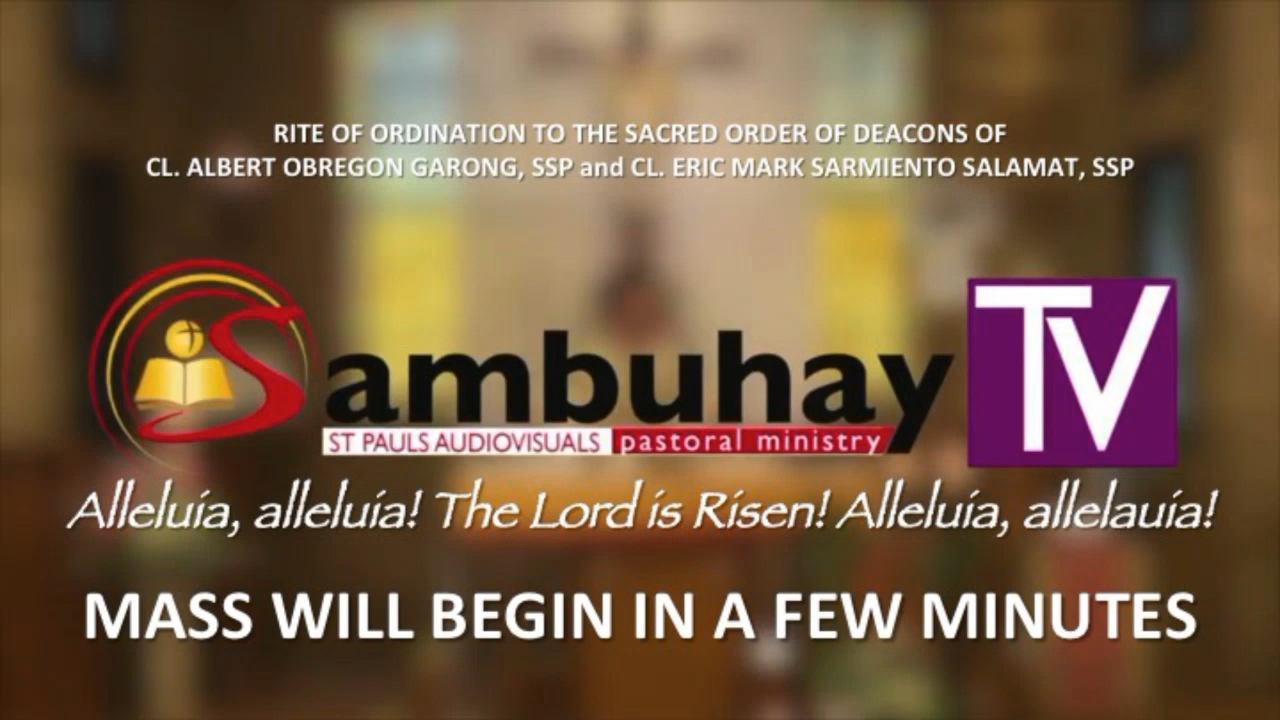 RITE OF ORDINATION TO THE SACRED ORDER OF DEACONS OF
CL. ALBERT OBREGON GARONG, SSP and CL. ERIC MARK SARMIENTO SALAMAT, SSP
Sambuhay TV
ST PAULS AUDIOVISUALS pastoral ministry
Alleluia, alleluia! The Lord is Risen! Alleluia, allelauia!
MASS WILL BEGIN IN A FEW MINUTES